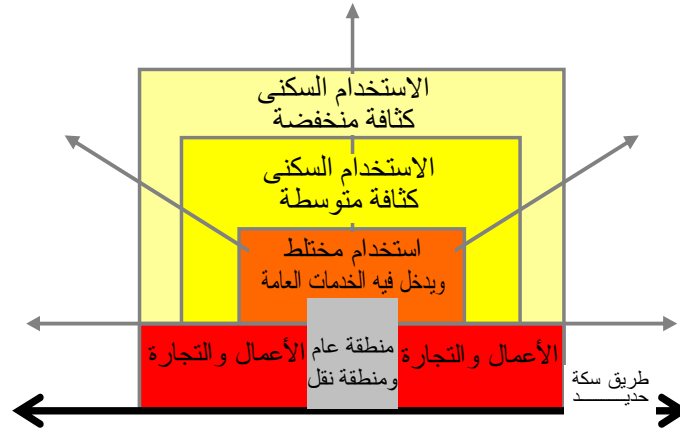 الاستخدام السكنى
كثافة منخفضة
الاستخدام السكنى
كثافة متوسطة
استخدام مختلط
ويدخل فيه الخدمات العامة
الأعمال والتجارة
منطقة عام
ومنطقة نقل
الأعمال والتجارة
طريق سكة
حديـــــــــد